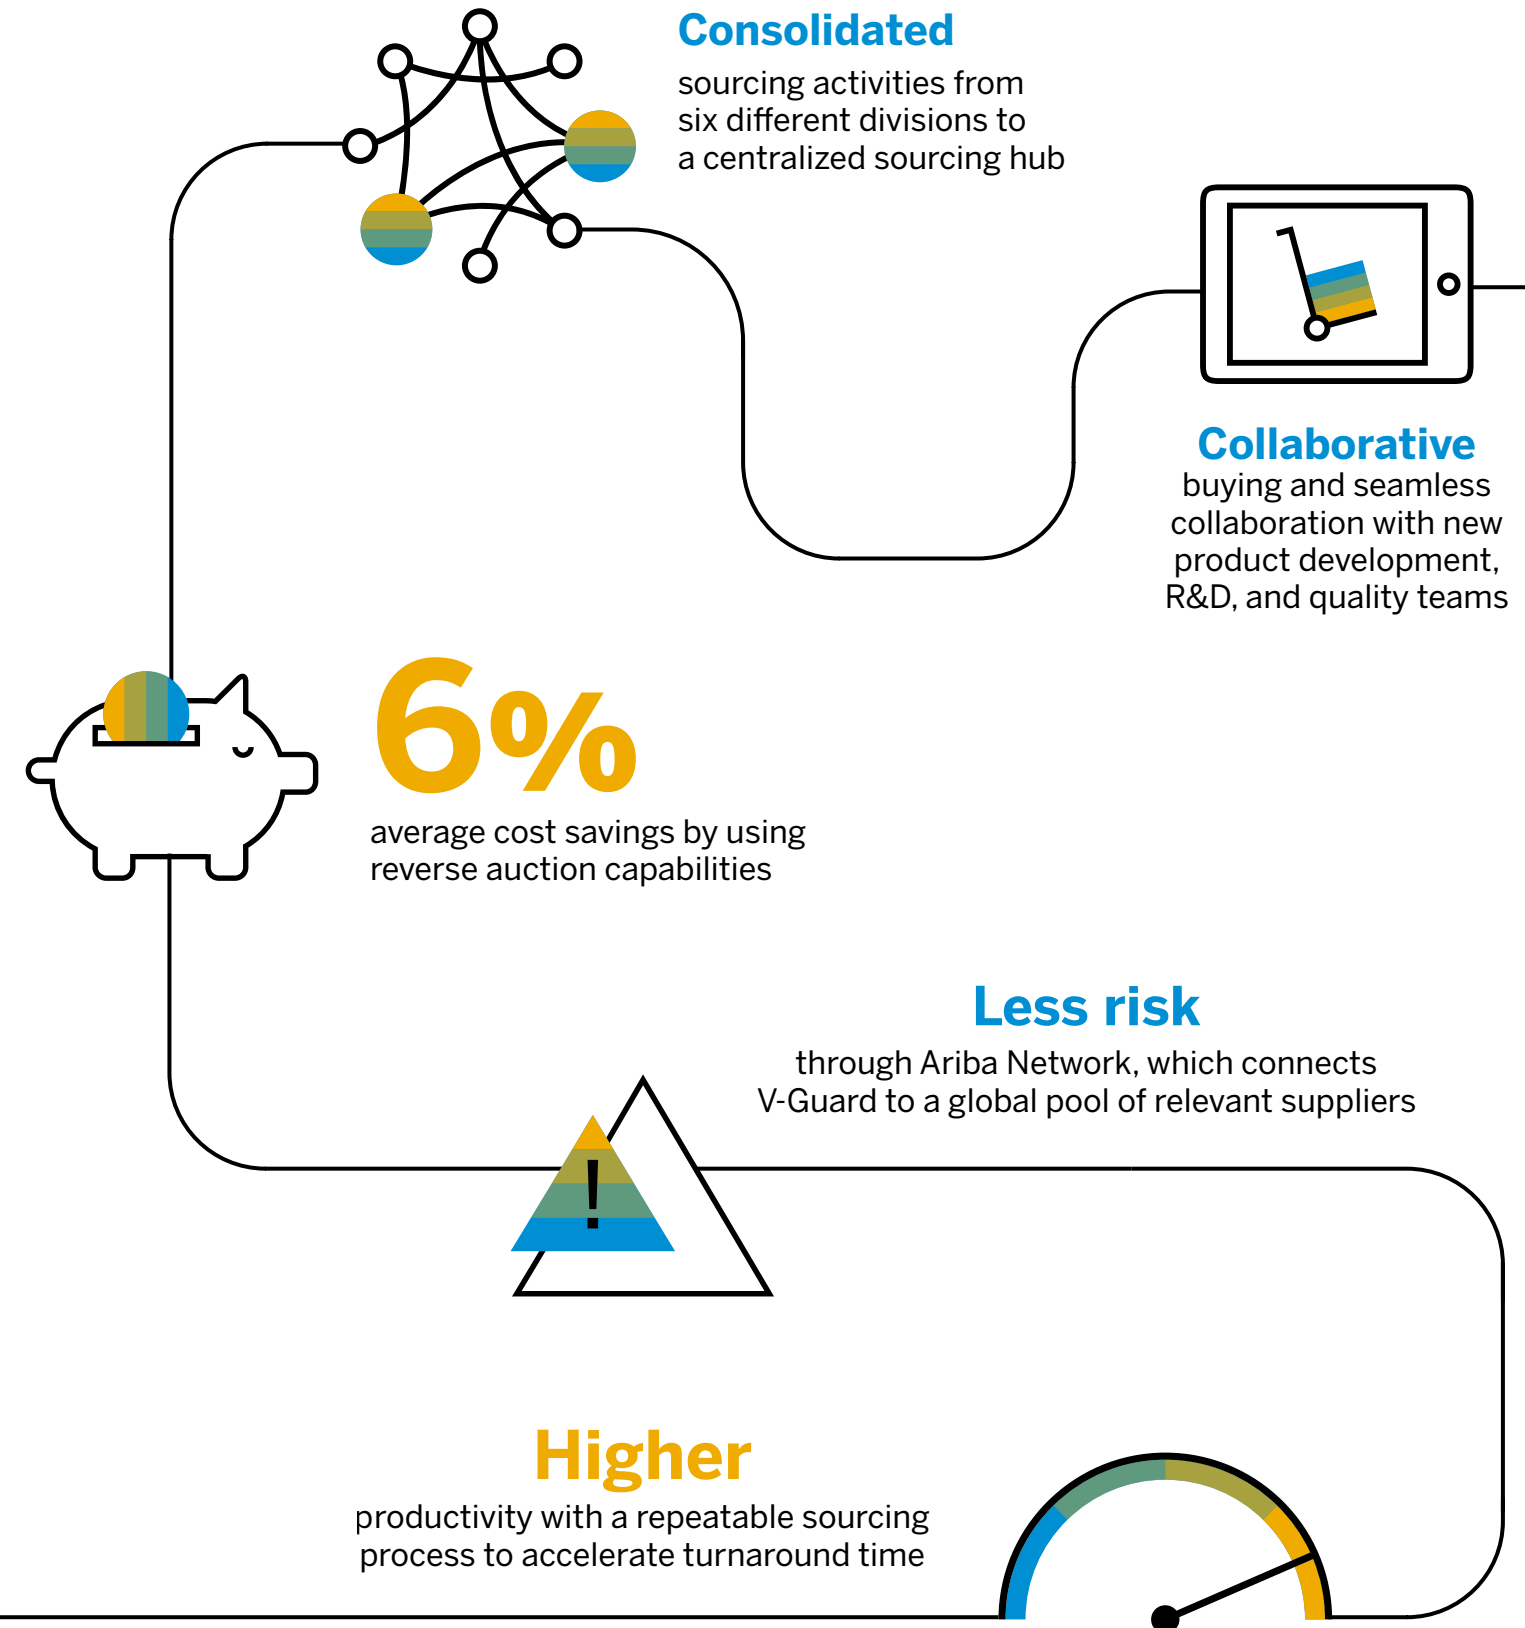 Consolidated
sourcing activities from
six different divisions to
a centralized sourcing hub
Collaborative
buying and seamless
collaboration with new
product development,
R&D, and quality teams
6%
average cost savings by using
reverse auction capabilities
Less risk
through Ariba Network, which connects
V-Guard to a global pool of relevant suppliers
!
Higher
productivity with a repeatable sourcing
process to accelerate turnaround time